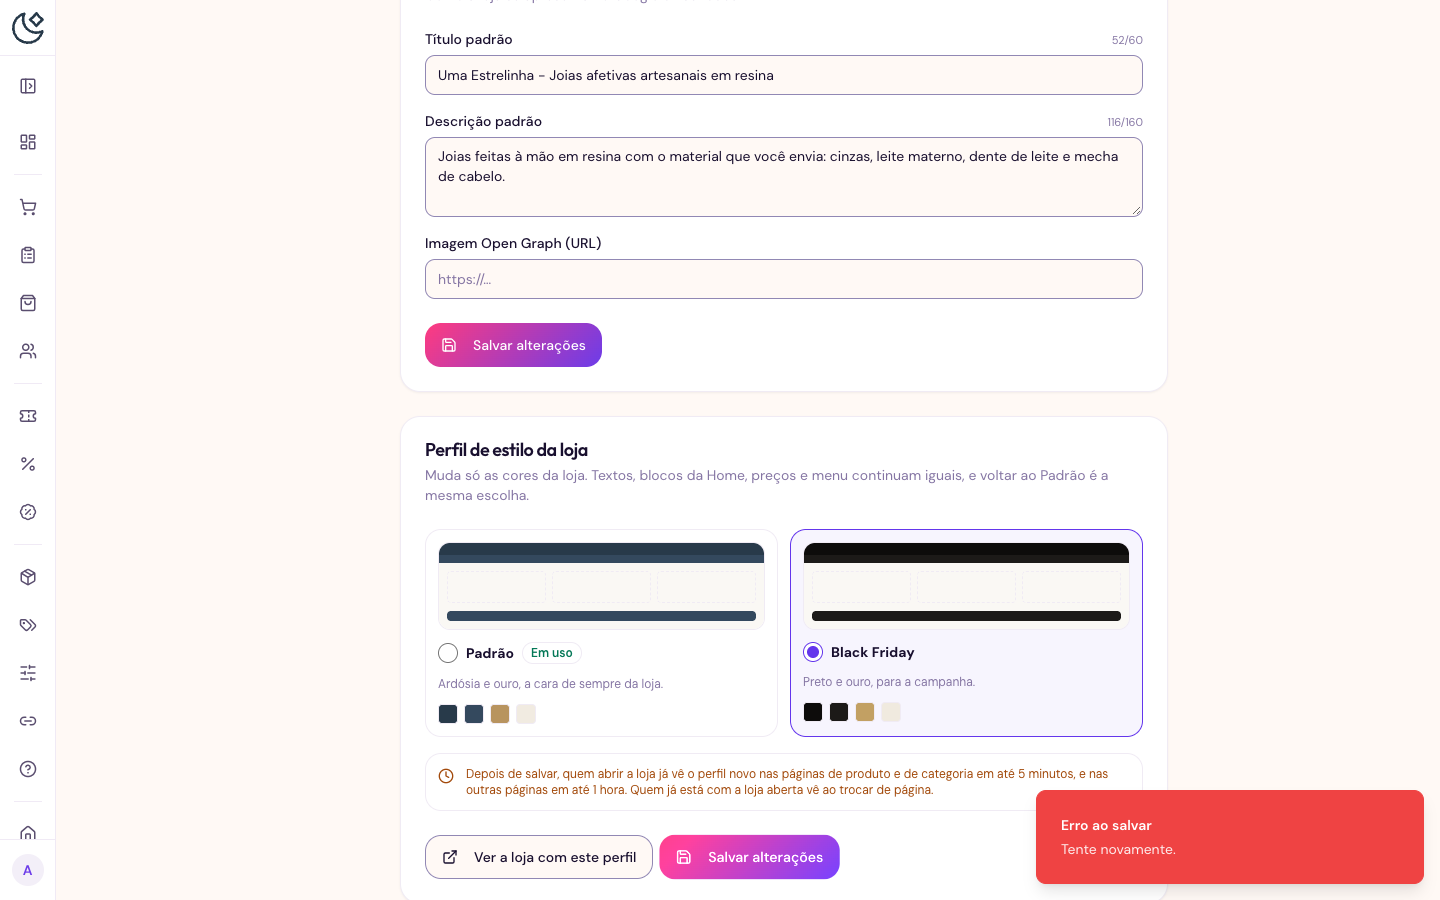 Título padrão
52/60
Uma Estrelinha - Joias afetivas artesanais em resina
Descrição padrão
116/160
Joias feitas à mão em resina com o material que você envia: cinzas, leite materno, dente de leite e mecha
de cabelo.
Imagem Open Graph (URL)
https://...
Salvar alterações
Perfil de estilo da loja
Muda só as cores da loja. Textos, blocos da Home, preços e menu continuam iguais, e voltar ao Padrão é a
mesma escolha.
Padrão
Em uso
Ardósia e ouro, a cara de sempre da loja.
Black Friday
Preto e ouro, para a campanha.
Depois de salvar, quem abrir a loja já vê o perfil novo nas páginas de produto e de categoria em até 5 minutos, e nas
outras páginas em até 1 hora. Quem já está com a loja aberta vê ao trocar de página.
Ver a loja com este perfil
Salvar alterações
Erro ao salvar
Tente novamente.
A